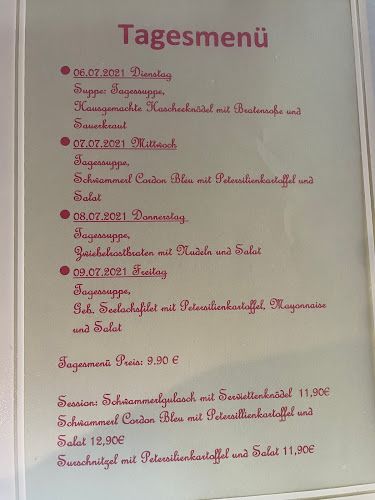 Tagesmenü
06.07.2021 Dienstag
Suppe: Tagessuppe,
Hausgemachte Hascheeknödel mit Bratensoße und
Sauerkraut
07.07.2021 Mittwoch
Tagessuppe,
Schwammerl Cordon Bleu mit Petersilienkartoffel und
Salat
08.07.2021 Donnerstag
Tagessuppe,
Zwiebelrostbraten mit Nudeln und Salat
09.07.2021 Freitag
Tagessuppe,
Geb. Seelachsfilet mit Petersilienkartoffel, Mayonnaise
und Salat
Tagesmenü Preis: 9.90 €
Session: Schwammerlgulasch mit Serviettenknödel 11,90€
Schwammerl Cordon Bleu mit Petersillienkartoffel und
Salat 12,90€
Surschnitzel mit Petersilienkartoffel und Salat 11,90€